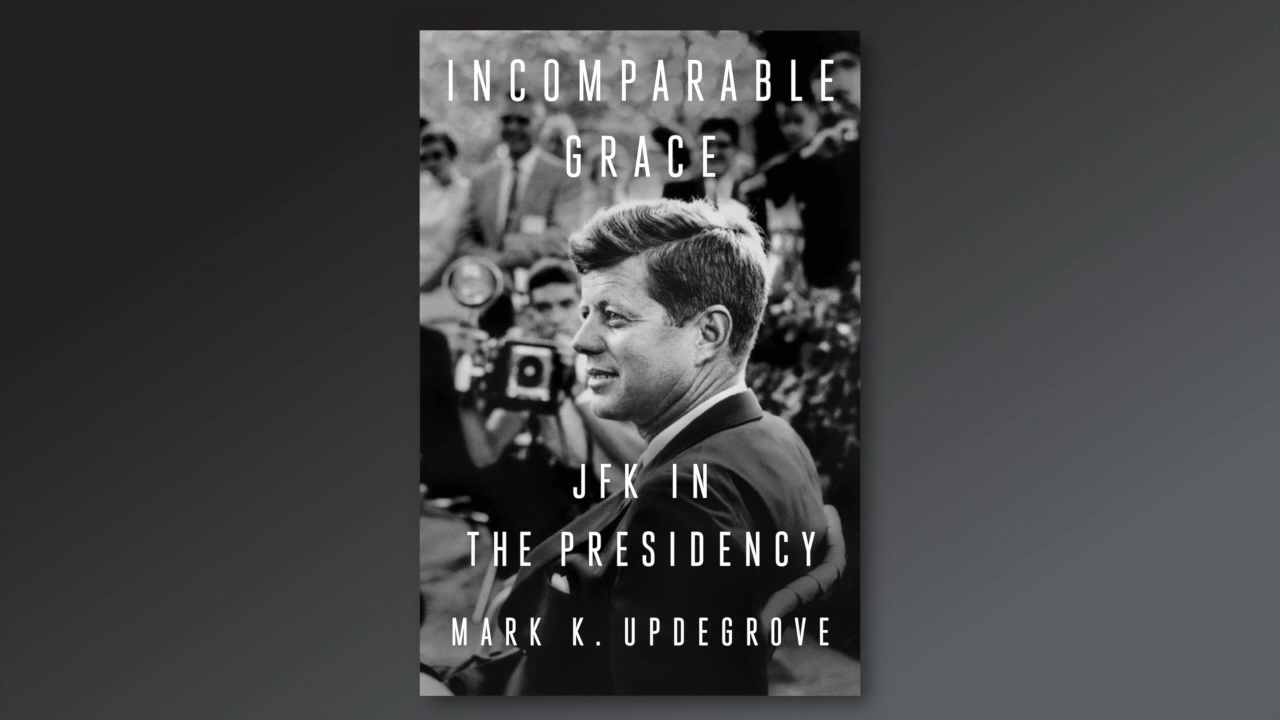 INCOMPARABLE
GRACE
JFK IN
THE PRESIDENCY
MARK K. UPDEGROVE